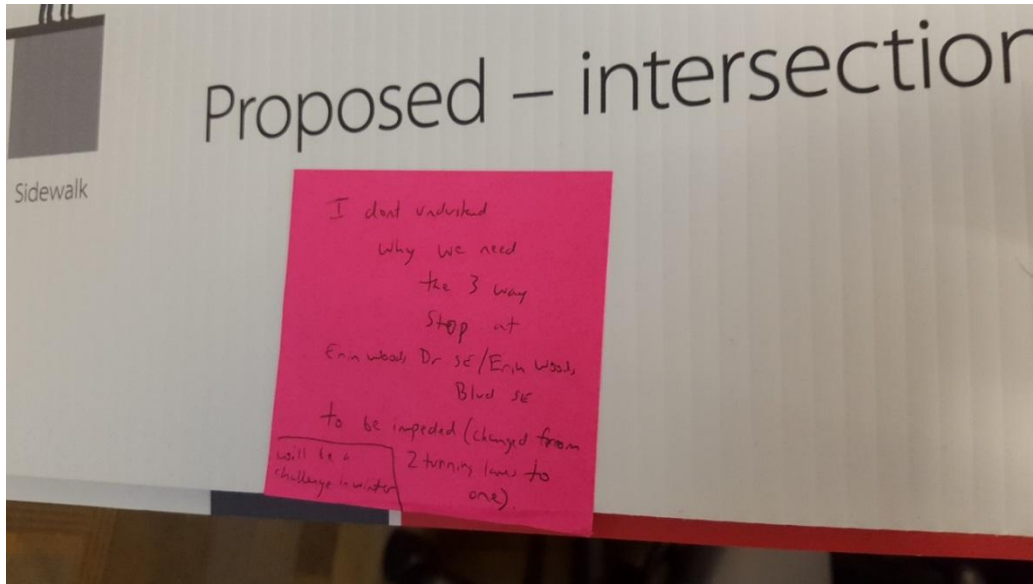 Proposed – intersection
Sidewalk
I dont understand
why we need
the 3 way
Stop at
Erin woods Dr SE/Erin Woods
Blvd SE
to be impeded (changed from
2 turning lanes to
one).
will be a
challenge in winter